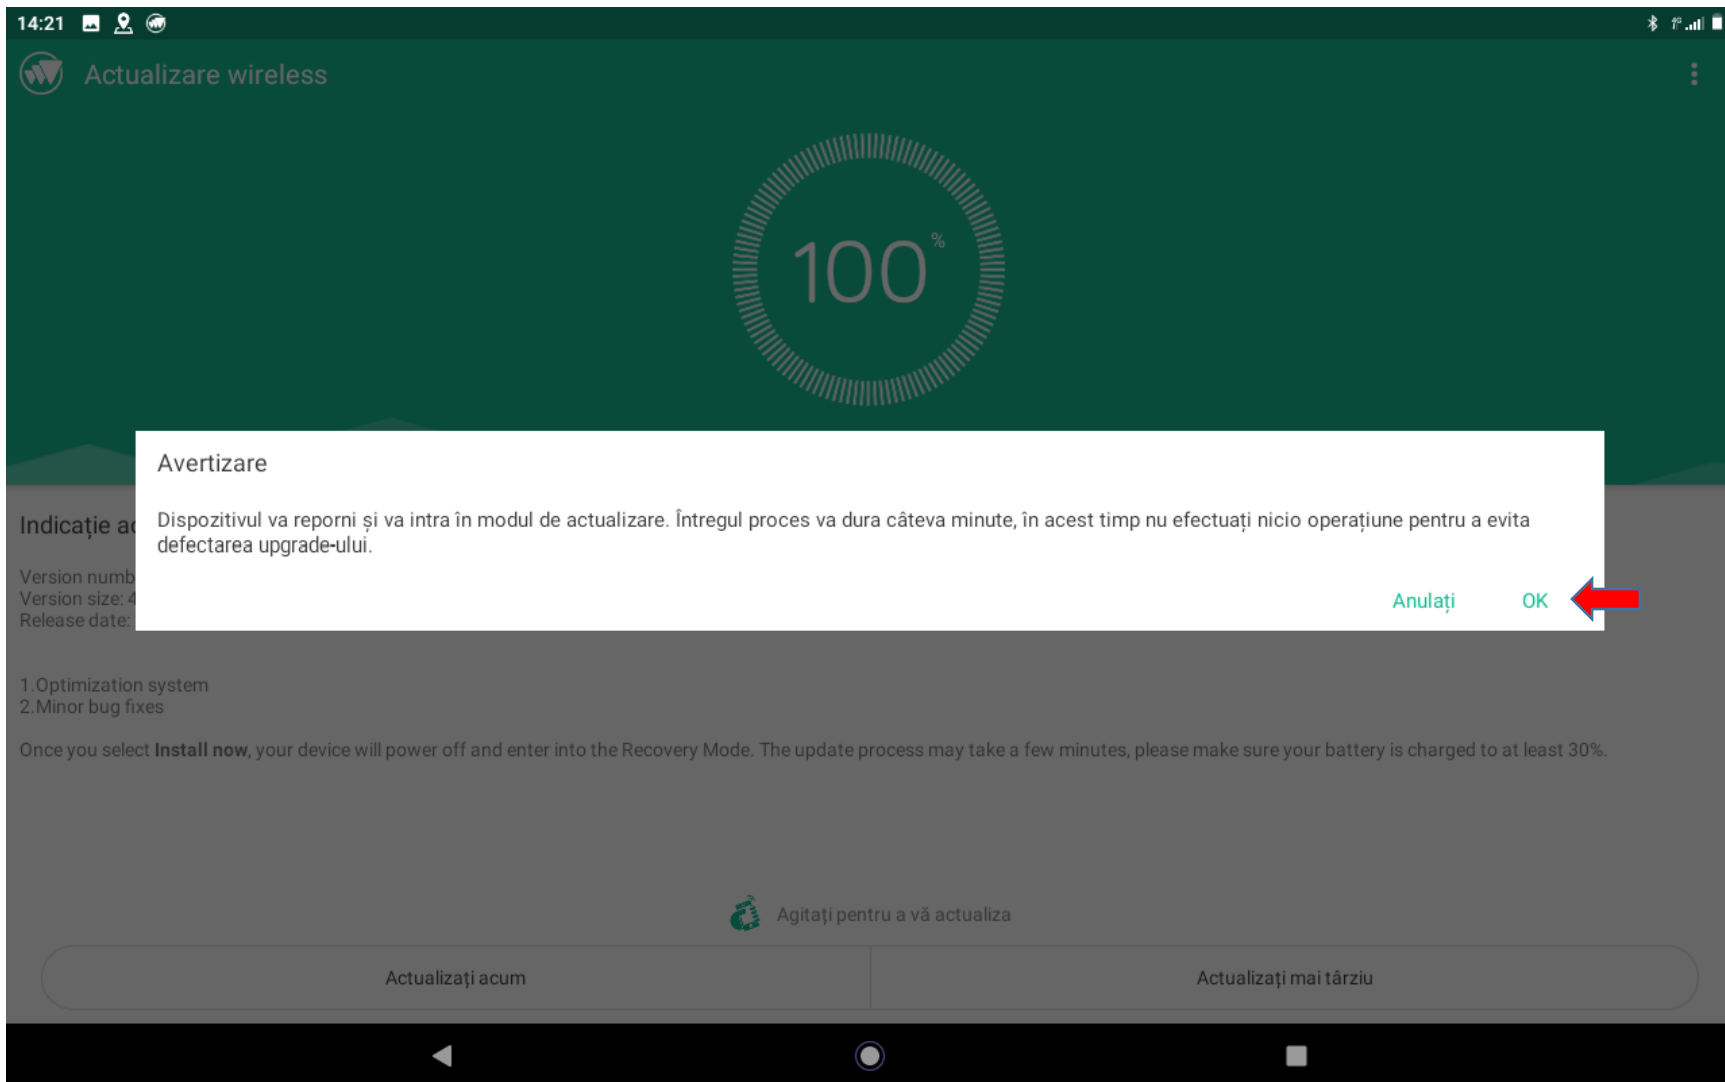 14:21
Actualizare wireless
100%
Avertizare
Dispozitivul va reporni și va intra în modul de actualizare. Întregul proces va dura câteva minute, în acest timp nu efectuați nicio operațiune pentru a evita
defectarea upgrade-ului.
Anulați OK
Indicație
Version
Version size: 4
Release date:
1.Optimization system
2.Minor bug fixes
Once you select Install now, your device will power off and enter into the Recovery Mode. The update process may take a few minutes, please make sure your battery is charged to at least 30%.
Agitați pentru a vă actualiza
Actualizați acum Actualizați mai târziu